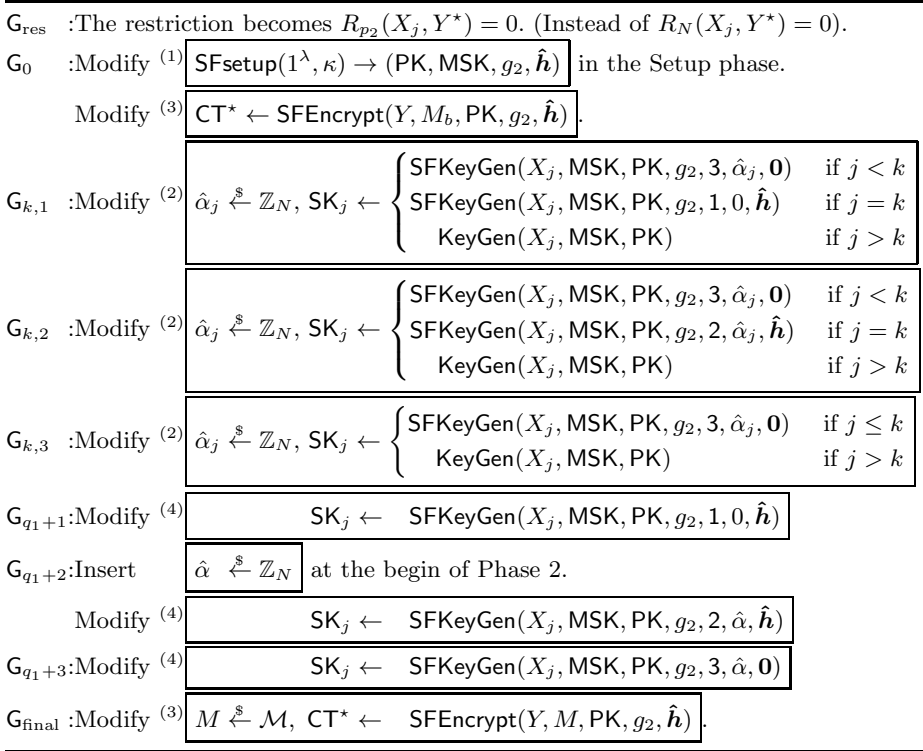 G_res :The restriction becomes R_{p_2}(X_j, Y^⋆) = 0. (Instead of R_N(X_j, Y^⋆) = 0).
G_0 :Modify ^(1) SFsetup(1^λ, κ) → (PK, MSK, g_2, ĥ) in the Setup phase.
Modify ^(3) CT^⋆ ← SFEncrypt(Y, M_b, PK, g_2, ĥ).
SFKeyGen(X_j, MSK, PK, g_2, 3, α̂_j, 0) if j < k
G_{k,1} :Modify ^(2) α̂_j ←$ ℤ_N, SK_j ← { SFKeyGen(X_j, MSK, PK, g_2, 1, 0, ĥ) if j = k
KeyGen(X_j, MSK, PK) if j > k
SFKeyGen(X_j, MSK, PK, g_2, 3, α̂_j, 0) if j < k
G_{k,2} :Modify ^(2) α̂_j ←$ ℤ_N, SK_j ← { SFKeyGen(X_j, MSK, PK, g_2, 2, α̂_j, ĥ) if j = k
KeyGen(X_j, MSK, PK) if j > k
SFKeyGen(X_j, MSK, PK, g_2, 3, α̂_j, 0) if j ≤ k
G_{k,3} :Modify ^(2) α̂_j ←$ ℤ_N, SK_j ← {
KeyGen(X_j, MSK, PK) if j > k
G_{q_1+1}:Modify ^(4) SK_j ← SFKeyGen(X_j, MSK, PK, g_2, 1, 0, ĥ)
G_{q_1+2}:Insert α̂ ←$ ℤ_N at the begin of Phase 2.
Modify ^(4) SK_j ← SFKeyGen(X_j, MSK, PK, g_2, 2, α̂, ĥ)
G_{q_1+3}:Modify ^(4) SK_j ← SFKeyGen(X_j, MSK, PK, g_2, 3, α̂, 0)
G_final :Modify ^(3) M ←$ ℳ, CT^⋆ ← SFEncrypt(Y, M, PK, g_2, ĥ).